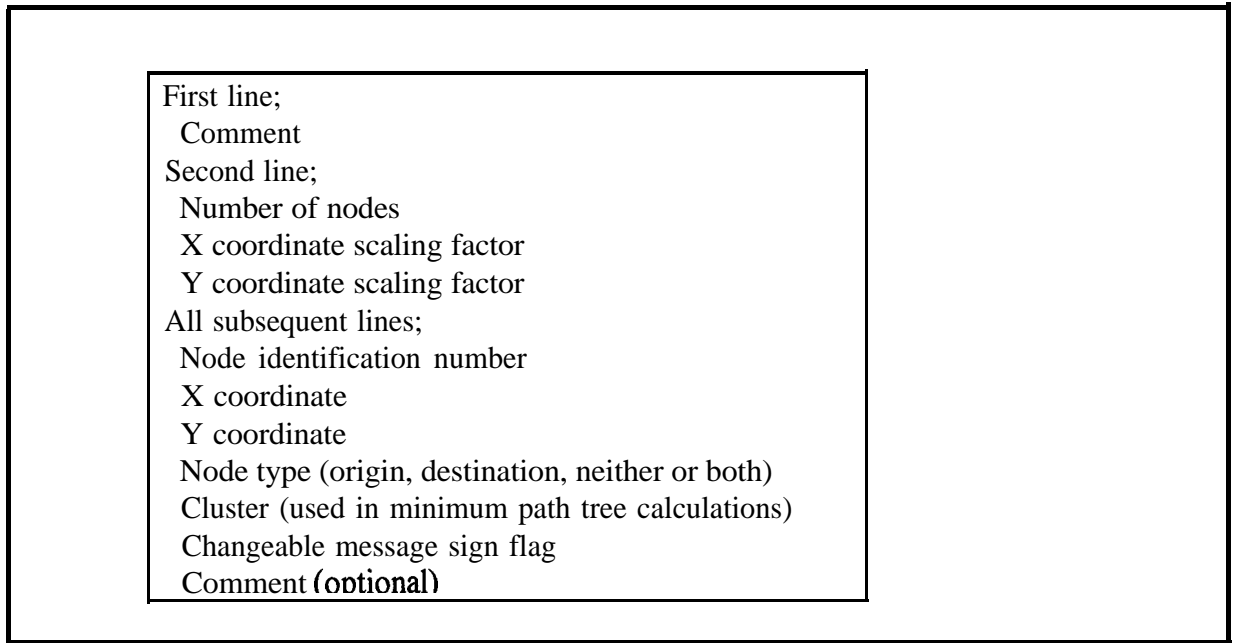 First line;
Comment
Second line;
Number of nodes
X coordinate scaling factor
Y coordinate scaling factor
All subsequent lines;
Node identification number
X coordinate
Y coordinate
Node type (origin, destination, neither or both)
Cluster (used in minimum path tree calculations)
Changeable message sign flag
Comment (optional)